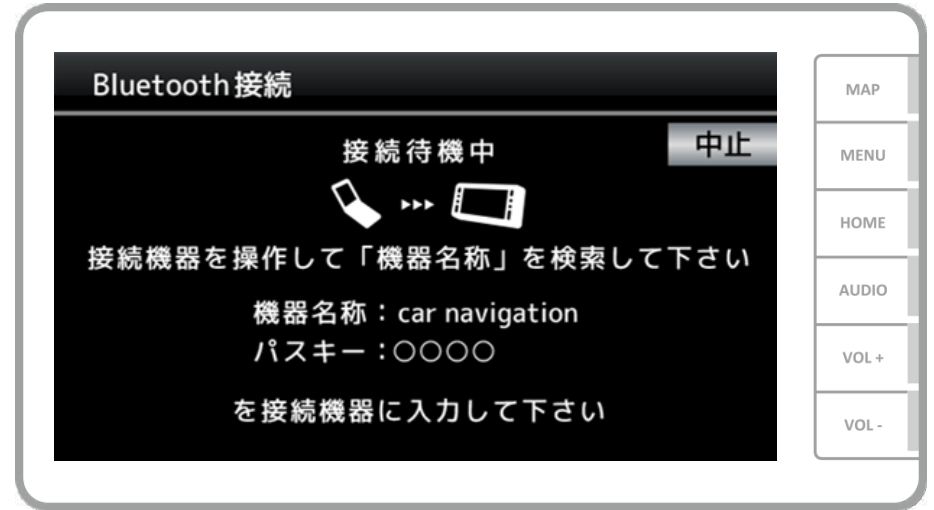 Bluetooth接続
中止
接続待機中
接続機器を操作して「機器名称」を検索して下さい
機器名称：car navigation
パスキー：○○○○
を接続機器に入力して下さい
MAP
MENU
HOME
AUDIO
VOL +
VOL -